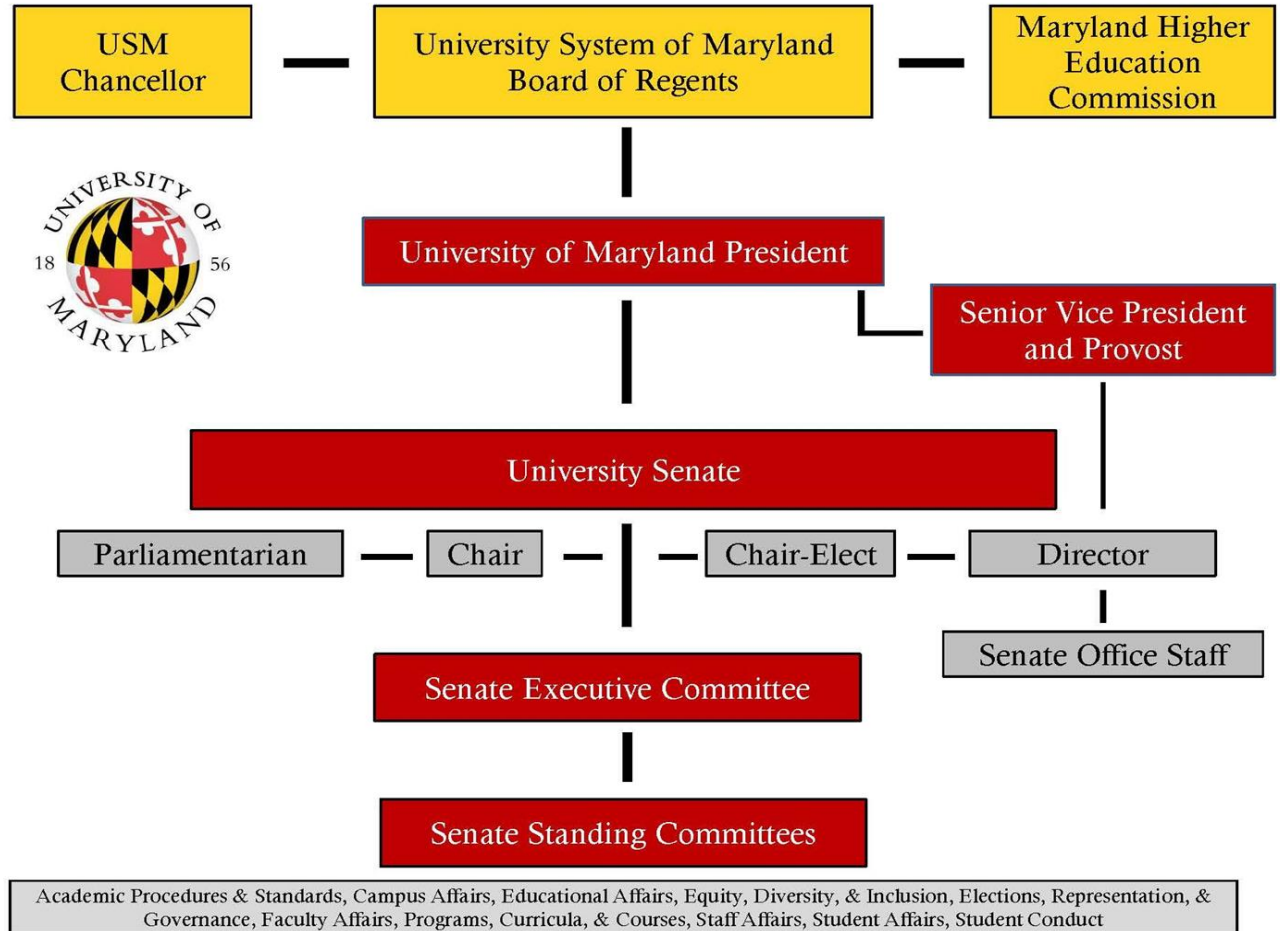 USM
Chancellor
University System of Maryland
Board of Regents
Maryland Higher
Education
Commission
UNIVERSITY OF
18 56
MARYLAND
University of Maryland President
Senior Vice President
and Provost
University Senate
Parliamentarian
Chair
Chair-Elect
Director
Senate Office Staff
Senate Executive Committee
Senate Standing Committees
Academic Procedures & Standards, Campus Affairs, Educational Affairs, Equity, Diversity, & Inclusion, Elections, Representation, &
Governance, Faculty Affairs, Programs, Curricula, & Courses, Staff Affairs, Student Affairs, Student Conduct